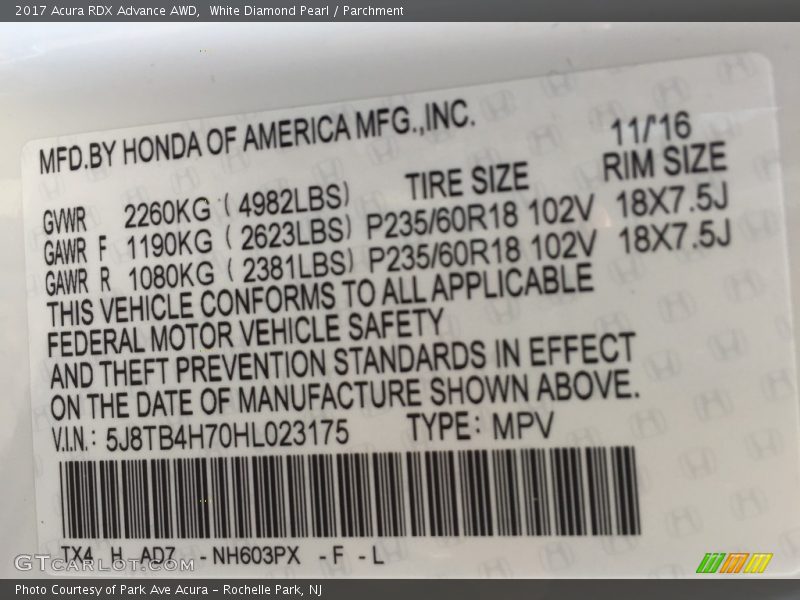 2017 Acura RDX Advance AWD,  White Diamond Pearl / Parchment
MFD.BY HONDA OF AMERICA MFG.,INC.
11/'16
TIRE SIZE RIM SIZE
GVWR 2260KG ( 4982LBS)
GAWR F 1190KG ( 2623LBS) P235/60R18 102V 18X7.5J
GAWR R 1080KG ( 2381LBS) P235/60R18 102V 18X7.5J
THIS VEHICLE CONFORMS TO ALL APPLICABLE
FEDERAL MOTOR VEHICLE SAFETY
AND THEFT PREVENTION STANDARDS IN EFFECT
ON THE DATE OF MANUFACTURE SHOWN ABOVE.
V.I.N.: 5J8TB4H70HL023175 TYPE: MPV
TX4 H AD7 - NH603PX - F - L
GTCarLot.com
Photo Courtesy of Park Ave Acura – Rochelle Park, NJ